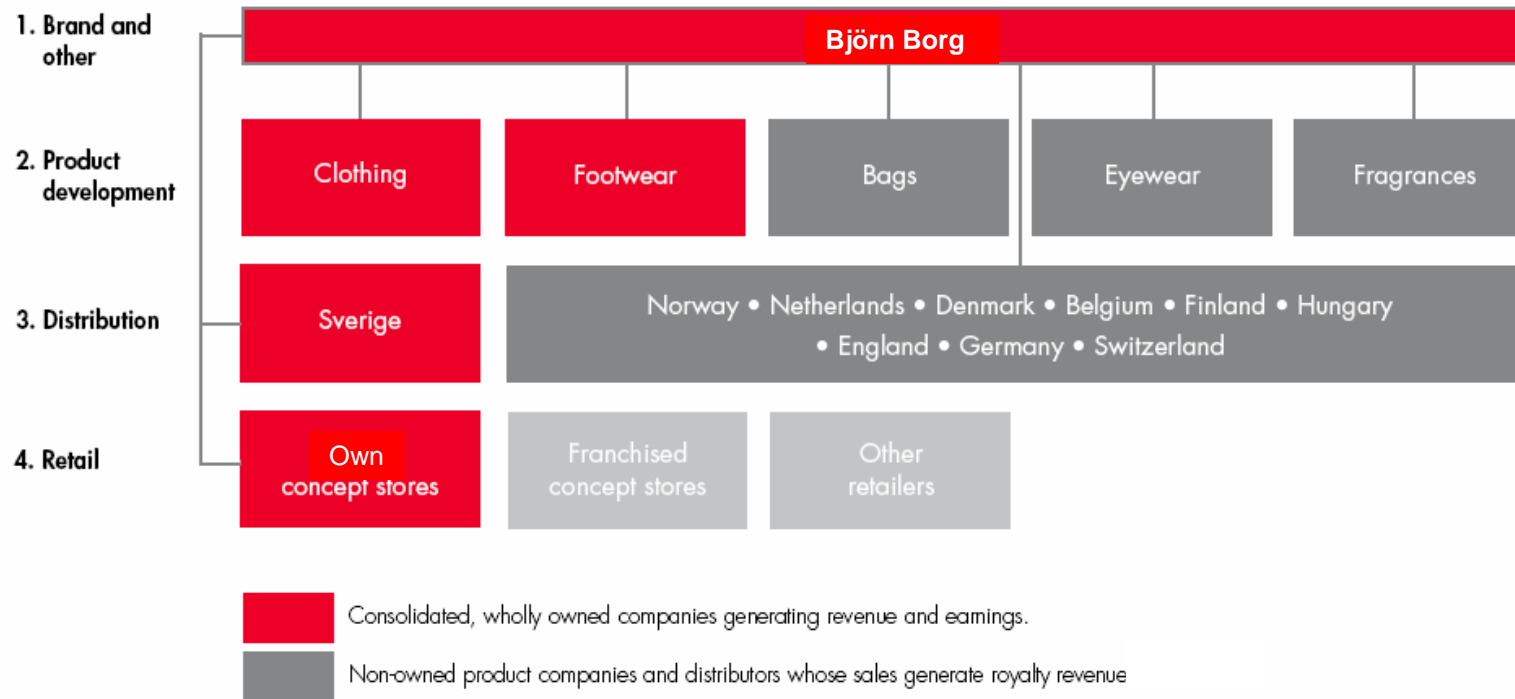 1. Brand and
other
Björn Borg
2. Product
development
Clothing
Footwear
Bags
Eyewear
Fragrances
3. Distribution
Sverige
Norway • Netherlands • Denmark • Belgium • Finland • Hungary
• England • Germany • Switzerland
4. Retail
Own
concept stores
Franchised
concept stores
Other
retailers
Consolidated, wholly owned companies generating revenue and earnings.
Non-owned product companies and distributors whose sales generate royalty revenue